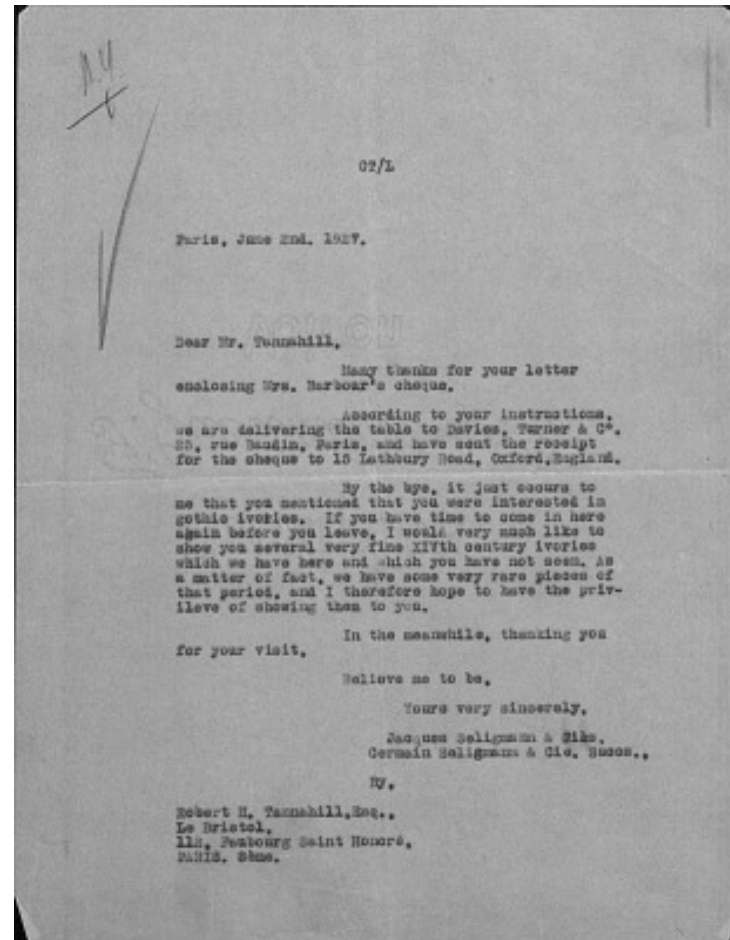 N.Y
G?/L
Paris, June 2nd. 1927.
Dear Mr. Tannahill,
Many thanks for your letter
enclosing Mrs. Barbour's cheque.
According to your instructions,
we are delivering the table to Davies, Turner & C°.
25, rue Baudin, Paris, and have sent the receipt
for the cheque to 15 Lathbury Road, Oxford,England.
By the bye, it just occurs to
me that you mentioned that you were interested in
gothic ivories. If you have time to come in here
again before you leave, I would very much like to
show you several very fine XIVth century ivories
which we have here and which you have not seen. As
a matter of fact, we have some very rare pieces of
that period, and I therefore hope to have the priv-
ileve of showing them to you.
In the meanwhile, thanking you
for your visit,
Believe me to be,
Yours very sincerely,
Jacques Seligmann & Fils,
Germain Seligmann & Cie. Succs.,
By,
Robert H. Tannahill,Esq.,
Le Bristol,
112, Faubourg Saint Honoré,
PARIS. 8ème.